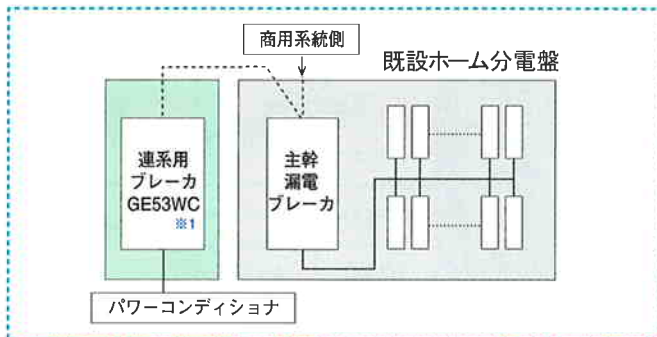 商用系統側
既設ホーム分電盤
連系用
ブレーカ
GE53WC
※1
主幹
漏電
ブレーカ
パワーコンディショナ